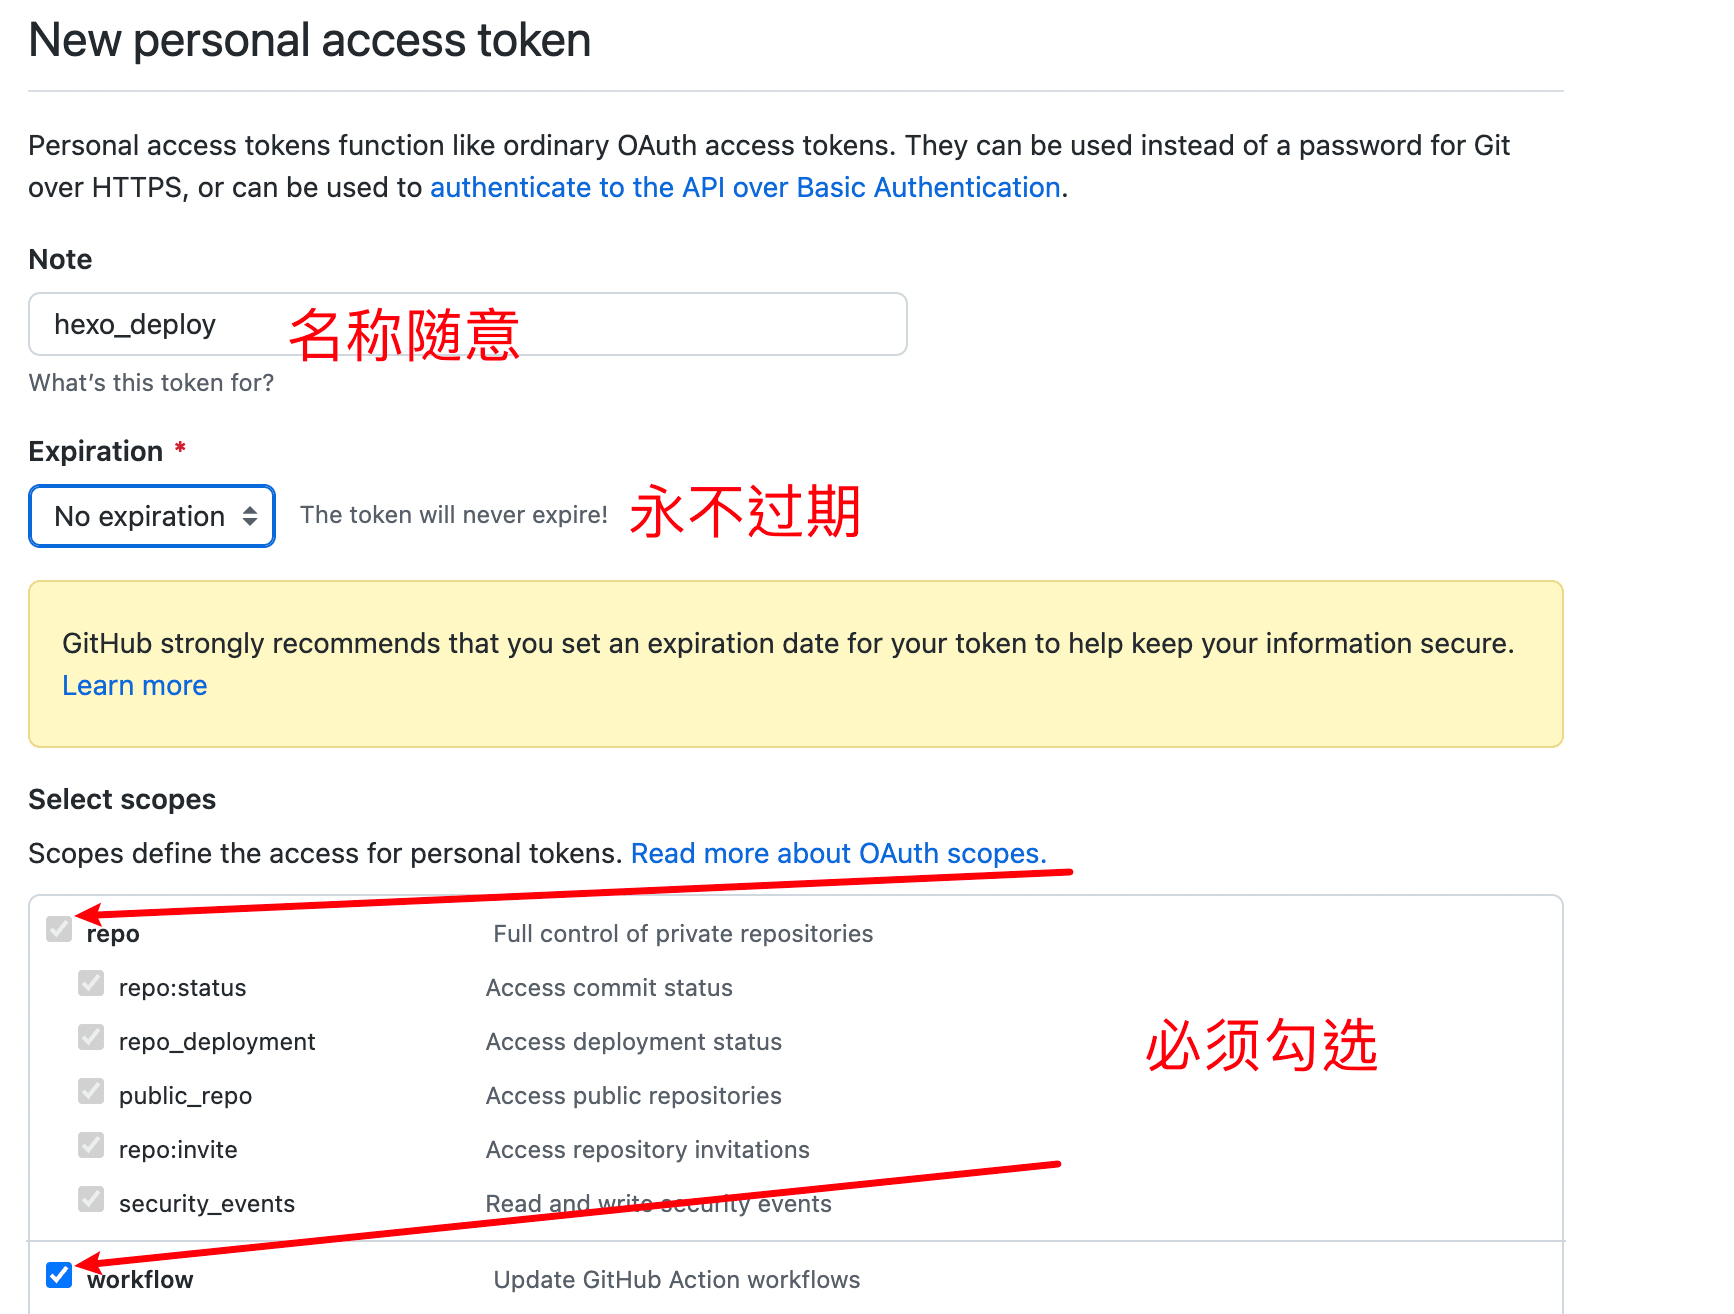 New personal access token
Personal access tokens function like ordinary OAuth access tokens. They can be used instead of a password for Git
over HTTPS, or can be used to authenticate to the API over Basic Authentication.
Note
hexo_deploy 名称随意
What's this token for?
Expiration *
No expiration The token will never expire! 永不过期
GitHub strongly recommends that you set an expiration date for your token to help keep your information secure.
Learn more
Select scopes
Scopes define the access for personal tokens. Read more about OAuth scopes.
repo Full control of private repositories
repo:status Access commit status
repo_deployment Access deployment status
必须勾选
public_repo Access public repositories
repo:invite Access repository invitations
security_events Read and write security events
workflow Update GitHub Action workflows